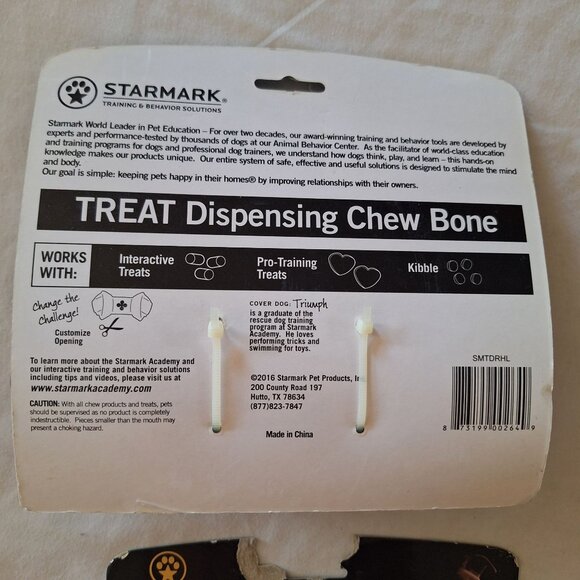 STARMARK®
TRAINING & BEHAVIOR SOLUTIONS
Starmark World Leader in Pet Education – For over two decades, our award-winning training and behavior tools are developed by
experts and performance-tested by thousands of dogs at our Animal Behavior Center. As the facilitator of world-class education
and training programs for dogs and professional dog trainers, we understand how dogs think, play, and learn – this hands-on
knowledge makes our products unique. Our entire system of safe, effective and useful solutions is designed to stimulate the mind
and body.
Our goal is simple: keeping pets happy in their homes® by improving relationships with their owners.
TREAT Dispensing Chew Bone
WORKS
WITH:
Interactive
Treats
Pro-Training
Treats
Kibble
Change the
Challenge!
Customize
Opening
COVER DOG: Triumph
is a graduate of the
rescue dog training
program at Starmark
Academy. He loves
performing tricks and
swimming for toys.
To learn more about the Starmark Academy and
our interactive training and behavior solutions
including tips and videos, please visit us at
www.starmarkacademy.com
CAUTION: With all chew products and treats, pets
should be supervised as no product is completely
indestructible. Pieces smaller than the mouth may
present a choking hazard.
©2016 Starmark Pet Products,
200 County Road 197
Hutto, TX 78634
(877)823-7847
Made in China
SMTDRHL
8 73199 00264 9